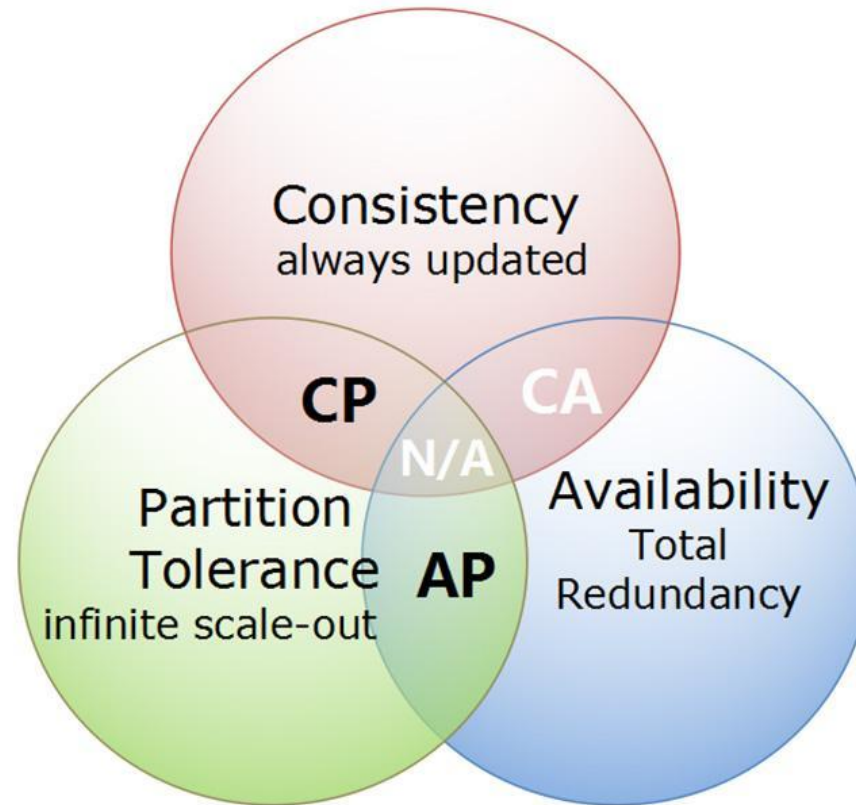 Consistency
always updated
CP
CA
N/A
Partition
Tolerance
infinite scale-out
AP
Availability
Total
Redundancy